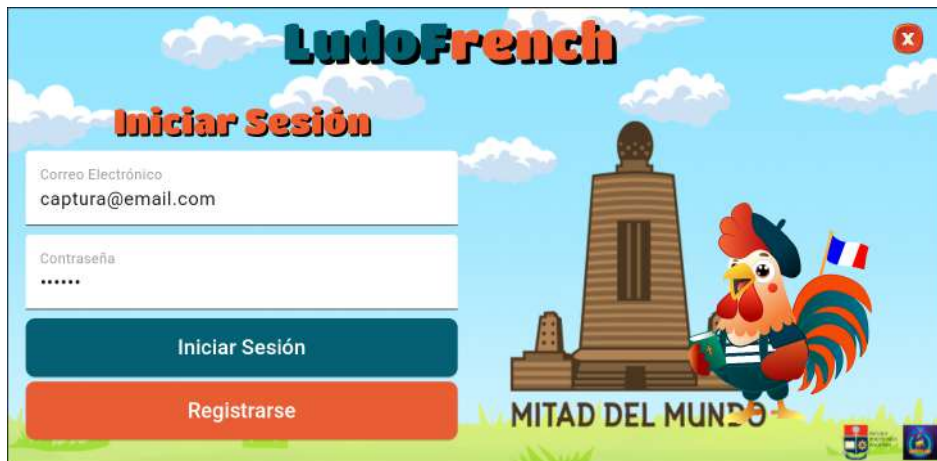 LudoFrench
x
Iniciar Sesión
Correo Electrónico
captura@email.com
Contraseña
••••••
Iniciar Sesión
Registrarse
MITAD DEL MUNDO